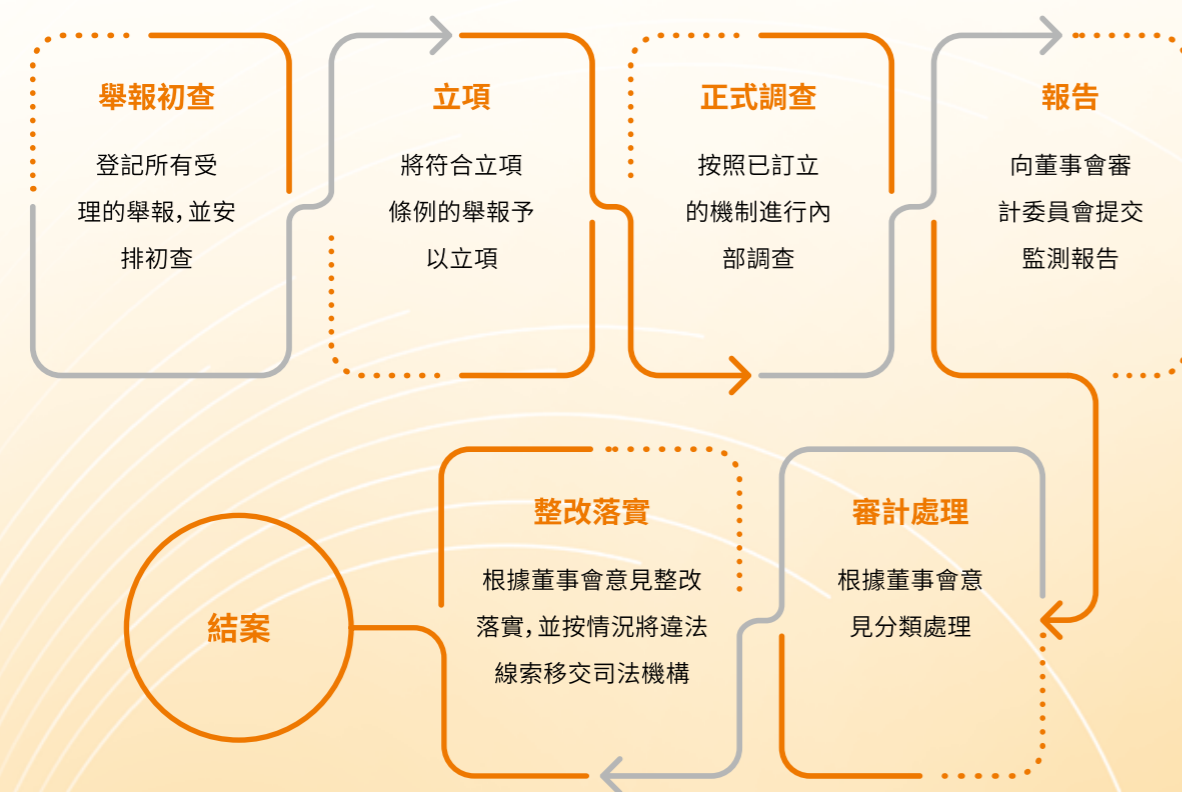 舉報初查
登記所有受
理的舉報，並安
排初查
立項
將符合立項
條例的舉報予
以立項
正式調查
按照已訂立
的機制進行內
部調查
報告
向董事會審
計委員會提交
監測報告
審計處理
根據董事會意
見分類處理
整改落實
根據董事會意見整改
落實，並按情況將違法
線索移交司法機構
結案